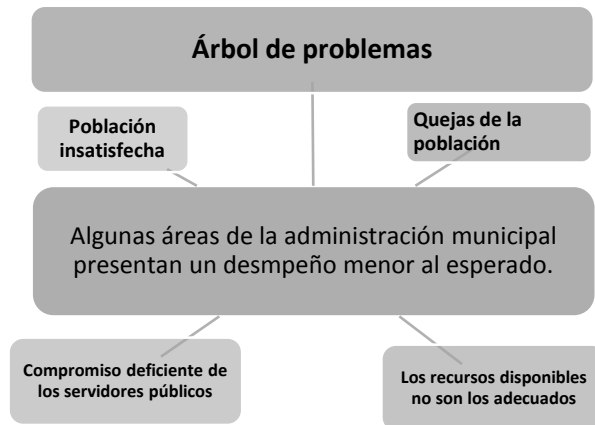 Árbol de problemas
Población
insatisfecha
Quejas de la
población
Algunas áreas de la administración municipal
presentan un desmpeño menor al esperado.
Compromiso deficiente de
los servidores públicos
Los recursos disponibles
no son los adecuados